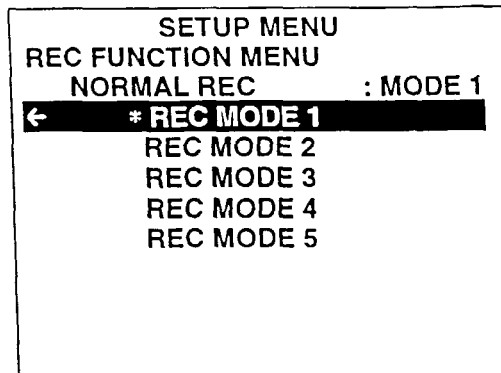 SETUP MENU
REC FUNCTION MENU
NORMAL REC : MODE 1
← * REC MODE 1
REC MODE 2
REC MODE 3
REC MODE 4
REC MODE 5